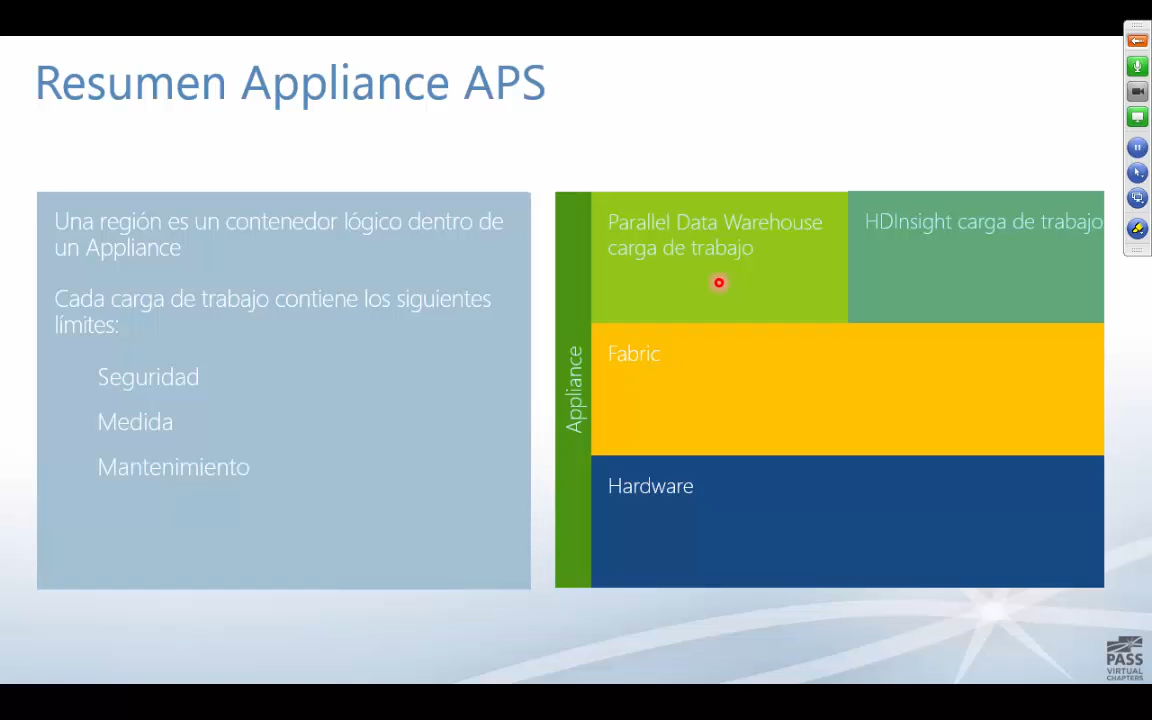 Resumen Appliance APS
Una región es un contenedor lógico dentro de
un Appliance
Cada carga de trabajo contiene los siguientes
límites:
Seguridad
Medida
Mantenimiento
Appliance
Parallel Data Warehouse
carga de trabajo
HDInsight carga de trabajo
Fabric
Hardware
PASS
VIRTUAL
CHAPTERS